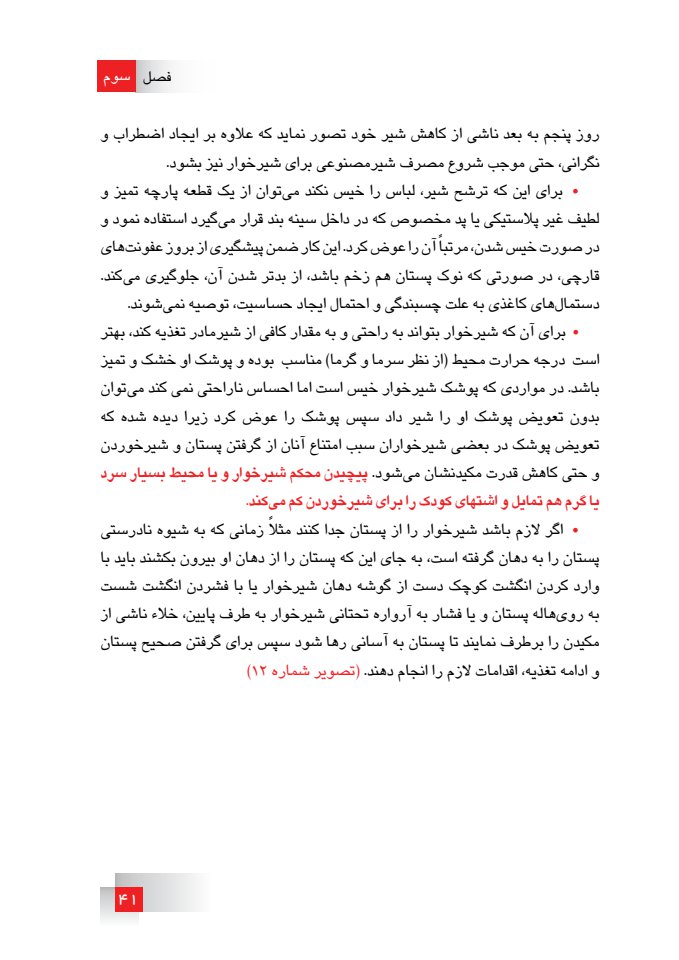 فصل سوم
روز پنجم به بعد ناشی از کاهش شیر خود تصور نماید که علاوه بر ایجاد اضطراب و
نگرانی، حتی موجب شروع مصرف شیرمصنوعی برای شیرخوار نیز بشود.
• برای این که ترشح شیر، لباس را خیس نکند می‌توان از یک قطعه پارچه تمیز و
لطیف غیر پلاستیکی یا پد مخصوص که در داخل سینه بند قرار می‌گیرد استفاده نمود و
در صورت خیس شدن، مرتباً آن را عوض کرد. این کار ضمن پیشگیری از بروز عفونت‌های
قارچی، در صورتی که نوک پستان هم زخم باشد، از بدتر شدن آن، جلوگیری می‌کند.
دستمال‌های کاغذی به علت چسبندگی و احتمال ایجاد حساسیت، توصیه نمی‌شوند.
• برای آن که شیرخوار بتواند به راحتی و به مقدار کافی از شیرمادر تغذیه کند، بهتر
است درجه حرارت محیط (از نظر سرما و گرما) مناسب بوده و پوشک او خشک و تمیز
باشد. در مواردی که پوشک شیرخوار خیس است اما احساس ناراحتی نمی کند می‌توان
بدون تعویض پوشک او را شیر داد سپس پوشک را عوض کرد زیرا دیده شده که
تعویض پوشک در بعضی شیرخواران سبب امتناع آنان از گرفتن پستان و شیرخوردن
و حتی کاهش قدرت مکیدنشان می‌شود. پیچیدن محکم شیرخوار و یا محیط بسیار سرد
یا گرم هم تمایل و اشتهای کودک را برای شیرخوردن کم می‌کند.
• اگر لازم باشد شیرخوار را از پستان جدا کنند مثلاً زمانی که به شیوه نادرستی
پستان را به دهان گرفته است، به جای این که پستان را از دهان او بیرون بکشند باید با
وارد کردن انگشت کوچک دست از گوشه دهان شیرخوار یا با فشردن انگشت شست
به روی‌هاله پستان و یا فشار به آرواره تحتانی شیرخوار به طرف پایین، خلاء ناشی از
مکیدن را برطرف نمایند تا پستان به آسانی رها شود سپس برای گرفتن صحیح پستان
و ادامه تغذیه، اقدامات لازم را انجام دهند. (تصویر شماره ۱۲)
۴۱